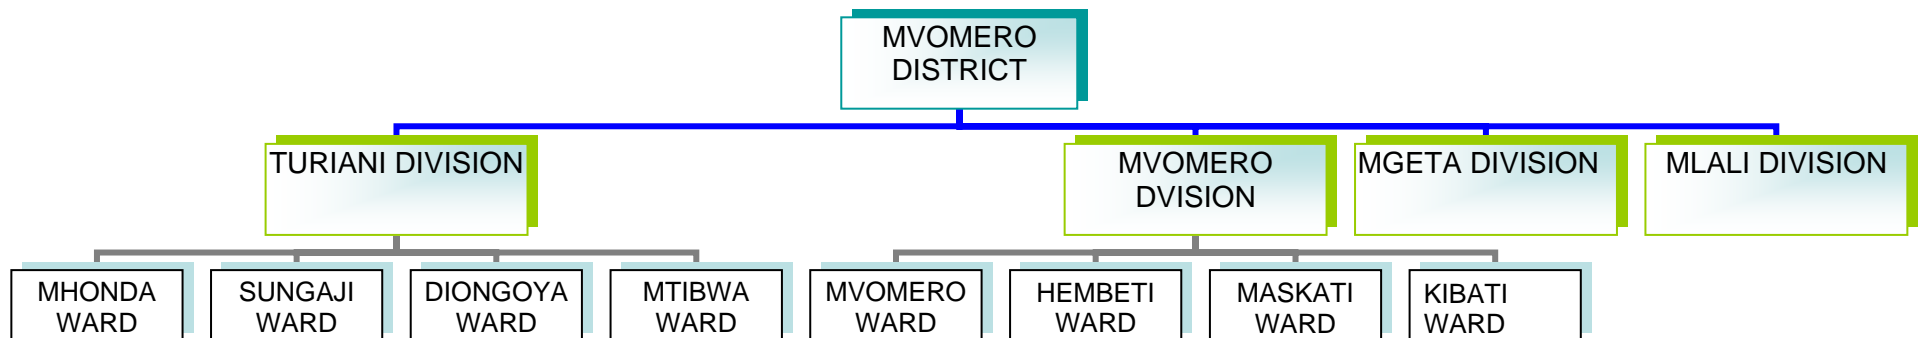 MVOMERO
DISTRICT
TURIANI DIVISION
MVOMERO
DVISION
MGETA DIVISION
MLALI DIVISION
MHONDA
WARD
SUNGAJI
WARD
DIONGOYA
WARD
MTIBWA
WARD
MVOMERO
WARD
HEMBETI
WARD
MASKATI
WARD
KIBATI
WARD